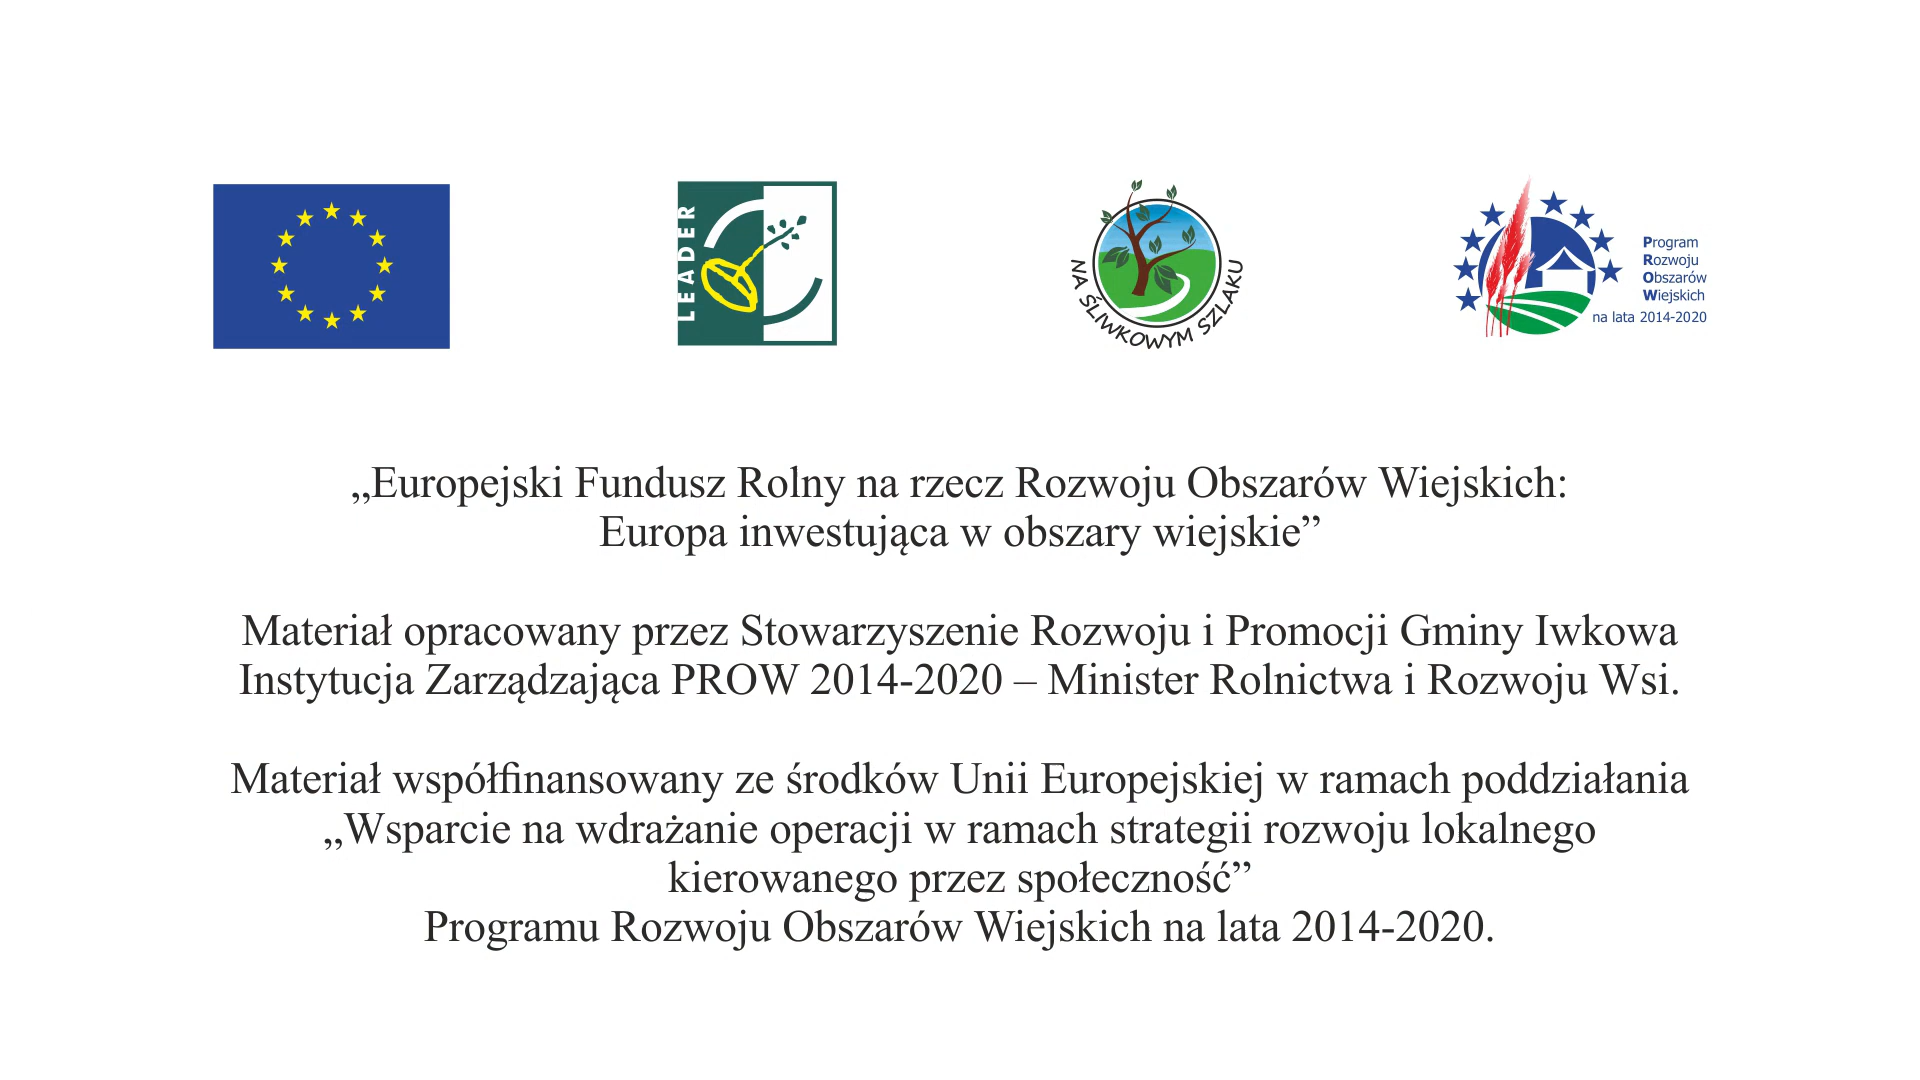 LEADER
NA ŚLIWKOWYM SZLAKU
Program
Rozwoju
Obszarów
Wiejskich
na lata 2014-2020
„Europejski Fundusz Rolny na rzecz Rozwoju Obszarów Wiejskich:
Europa inwestująca w obszary wiejskie”
Materiał opracowany przez Stowarzyszenie Rozwoju i Promocji Gminy Iwkowa
Instytucja Zarządzająca PROW 2014-2020 – Minister Rolnictwa i Rozwoju Wsi.
Materiał współfinansowany ze środków Unii Europejskiej w ramach poddziałania
„Wsparcie na wdrażanie operacji w ramach strategii rozwoju lokalnego
kierowanego przez społeczność”
Programu Rozwoju Obszarów Wiejskich na lata 2014-2020.